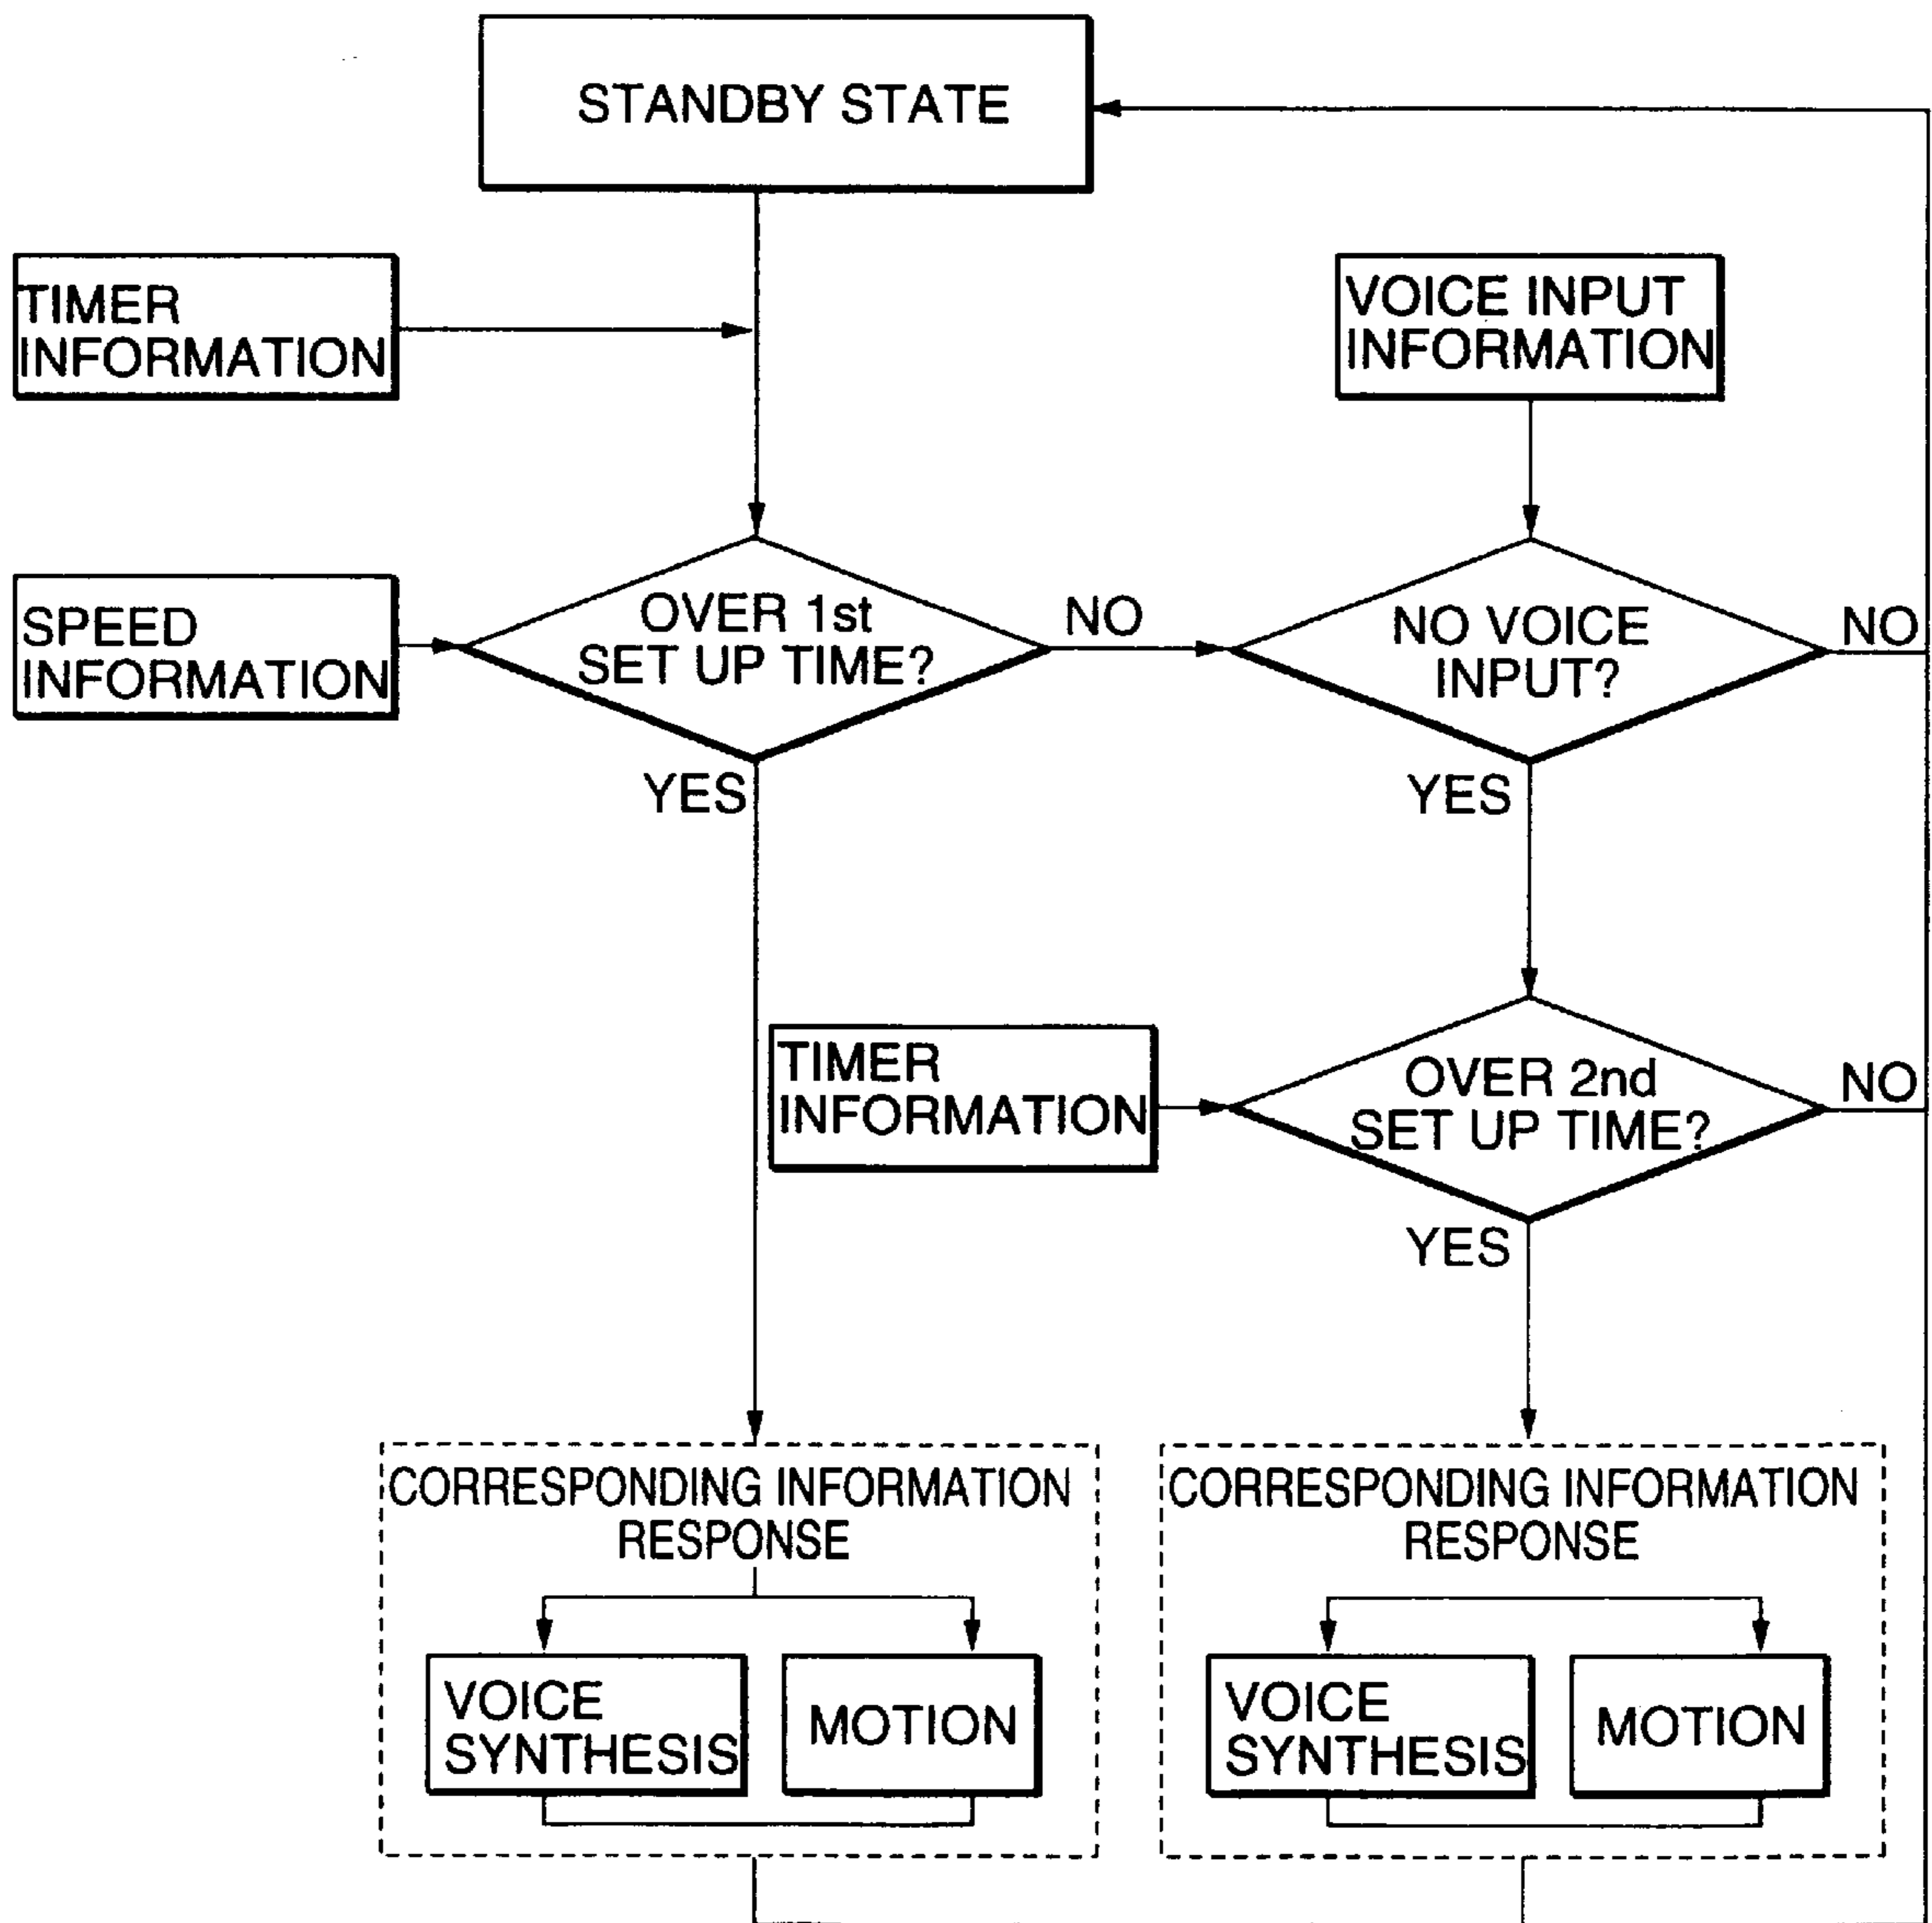 STANDBY STATE
TIMER
INFORMATION
VOICE INPUT
INFORMATION
SPEED
INFORMATION
OVER 1st
SET UP TIME?
NO
NO VOICE
INPUT?
NO
YES
YES
TIMER
INFORMATION
OVER 2nd
SET UP TIME?
NO
YES
CORRESPONDING INFORMATION
RESPONSE
VOICE
SYNTHESIS
MOTION
CORRESPONDING INFORMATION
RESPONSE
VOICE
SYNTHESIS
MOTION